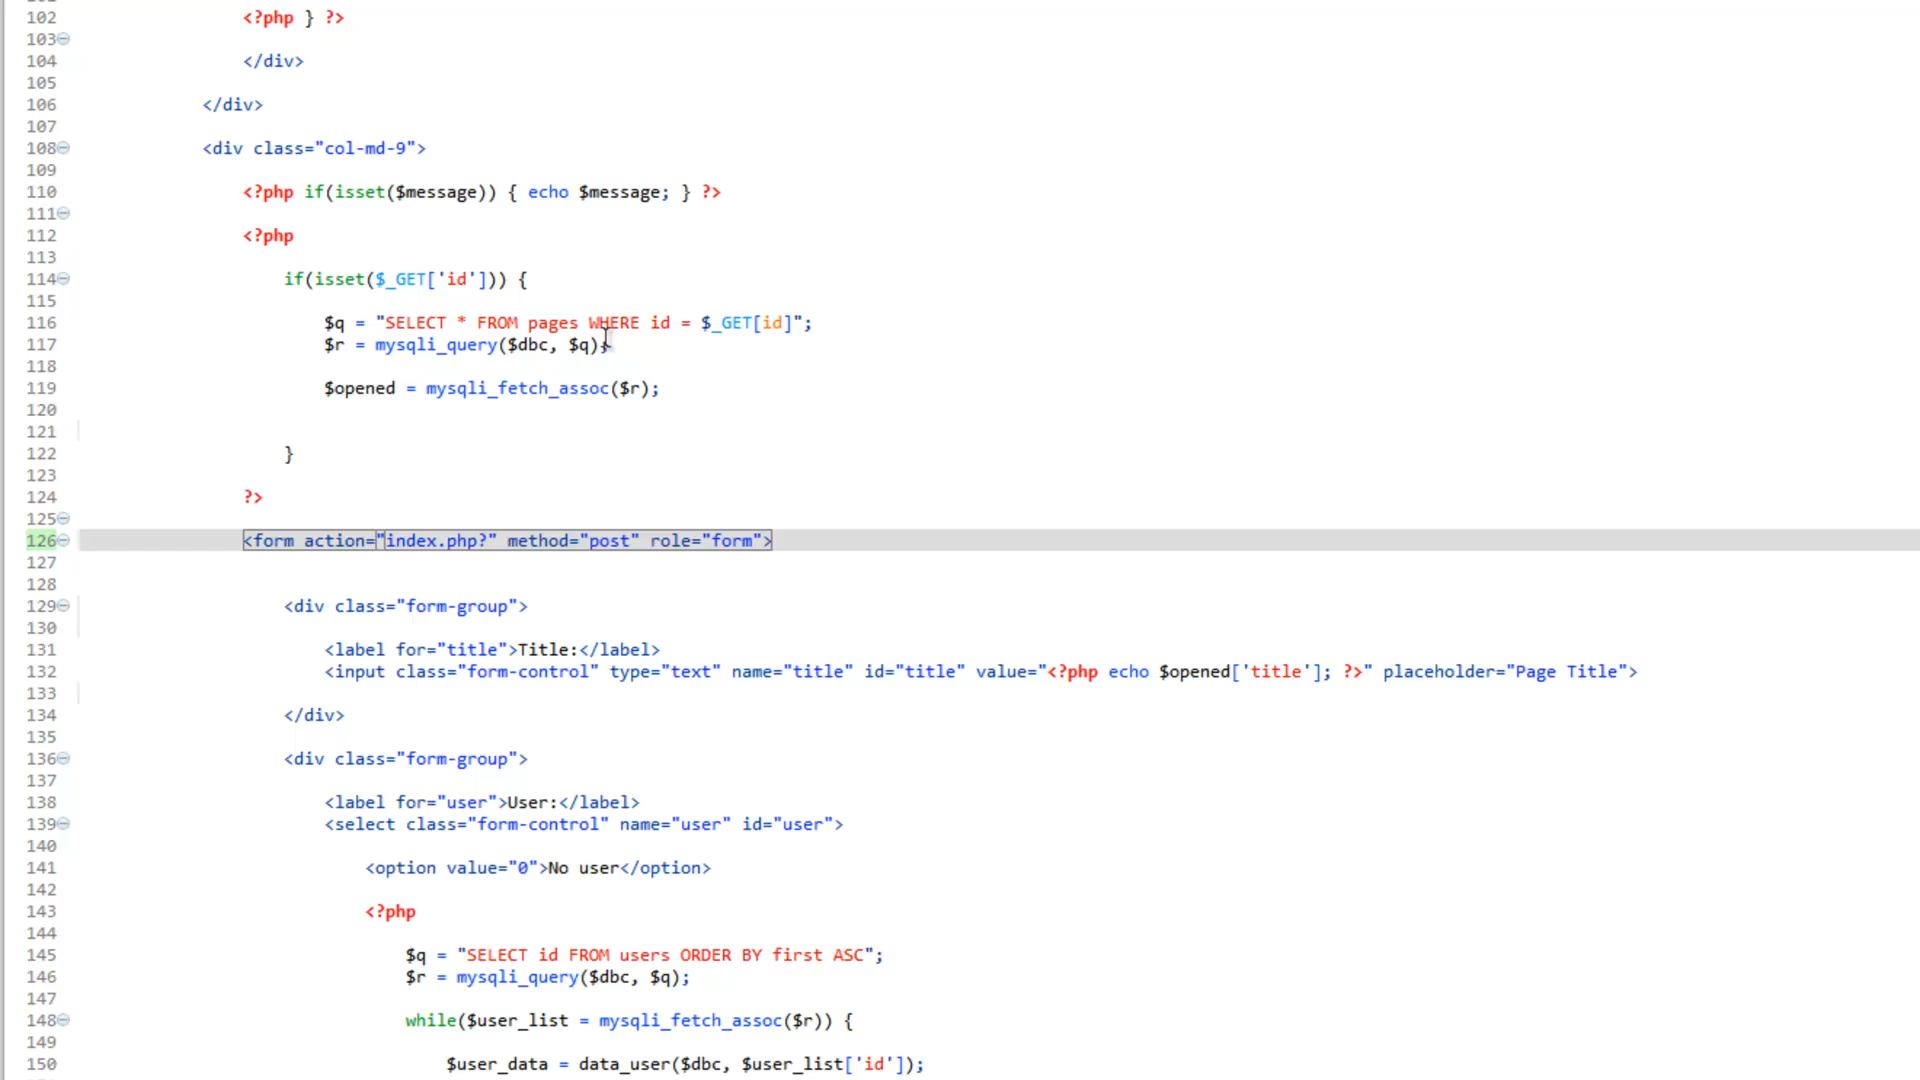 102 <?php } ?>
103
104 </div>
105
106 </div>
107
108 <div class="col-md-9">
109
110 <?php if(isset($message)) { echo $message; } ?>
111
112 <?php
113
114 if(isset($_GET['id'])) {
115
116 $q = "SELECT * FROM pages WHERE id = $_GET[id]";
117 $r = mysqli_query($dbc, $q);
118
119 $opened = mysqli_fetch_assoc($r);
120
121
122 }
123
124 ?>
125
126 <form action="index.php?" method="post" role="form">
127
128
129 <div class="form-group">
130
131 <label for="title">Title:</label>
132 <input class="form-control" type="text" name="title" id="title" value="<?php echo $opened['title']; ?>" placeholder="Page Title">
133
134 </div>
135
136 <div class="form-group">
137
138 <label for="user">User:</label>
139 <select class="form-control" name="user" id="user">
140
141 <option value="0">No user</option>
142
143 <?php
144
145 $q = "SELECT id FROM users ORDER BY first ASC";
146 $r = mysqli_query($dbc, $q);
147
148 while($user_list = mysqli_fetch_assoc($r)) {
149
150 $user_data = data_user($dbc, $user_list['id']);